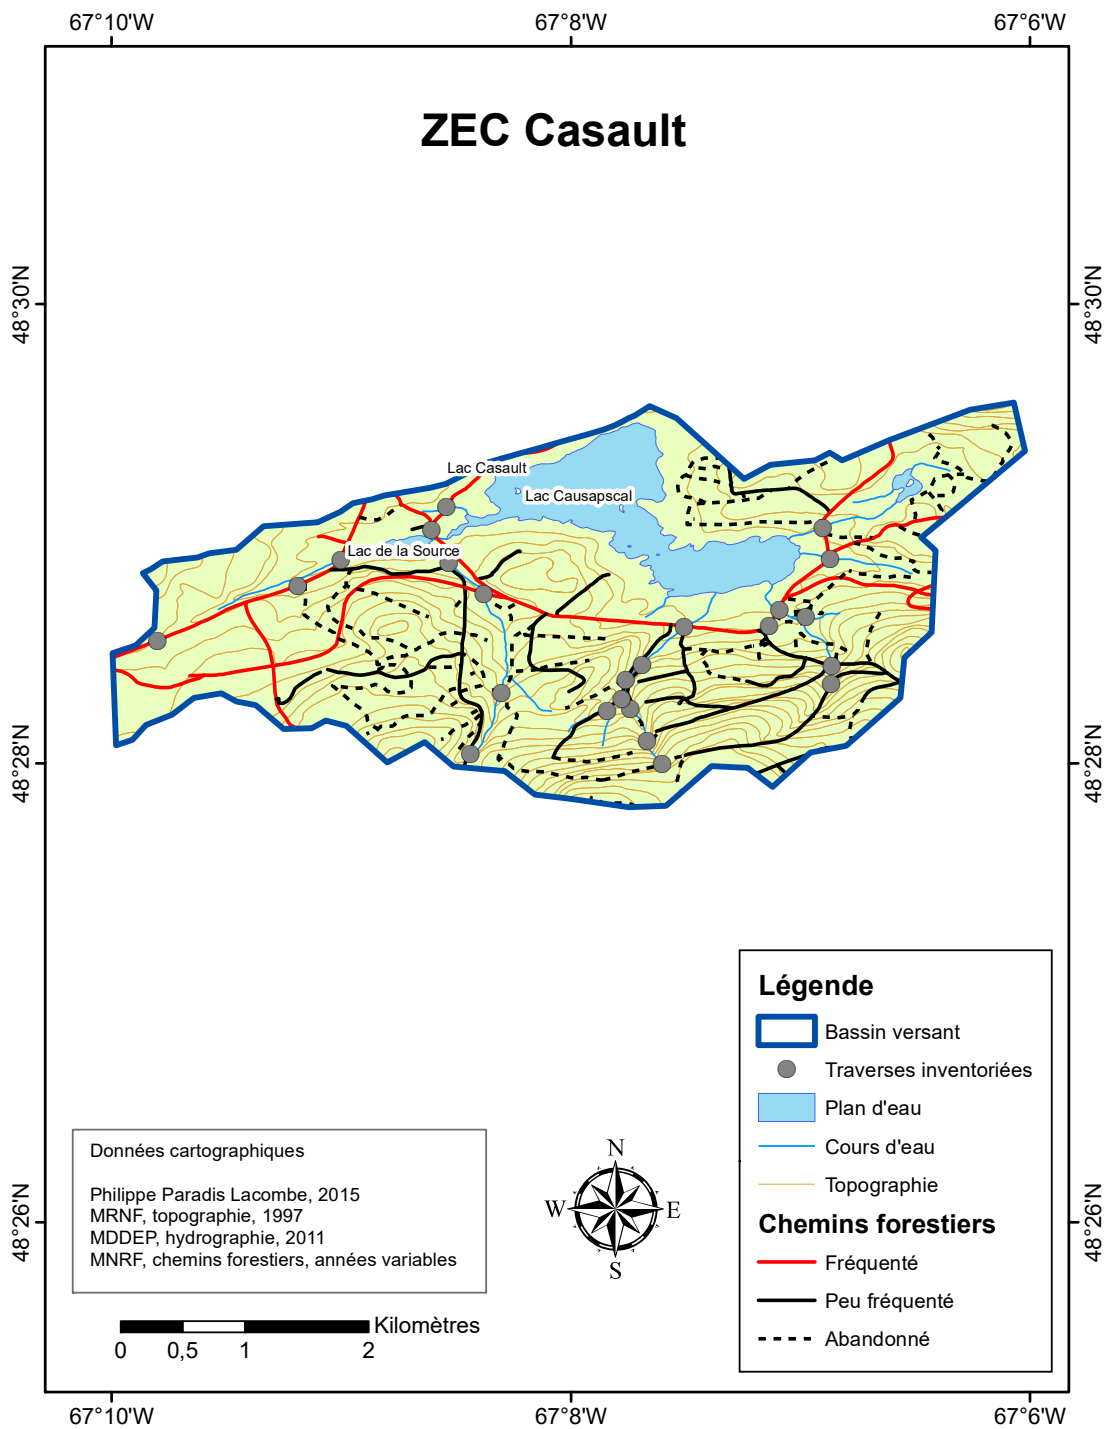 67°10'W 67°8'W 67°6'W
ZEC Casault
48°30'N 48°30'N
Lac Casault
Lac Causapscal
Lac de la Source
48°28'N 48°28'N
Légende
Bassin versant
Traverses inventoriées
Plan d'eau
Cours d'eau
Topographie
Chemins forestiers
Fréquenté
Peu fréquenté
Abandonné
48°26'N 48°26'N
Données cartographiques
Philippe Paradis Lacombe, 2015
MRNF, topographie, 1997
MDDEP, hydrographie, 2011
MNRF, chemins forestiers, années variables
N
W E
S
Kilomètres
0 0,5 1 2
67°10'W 67°8'W 67°6'W